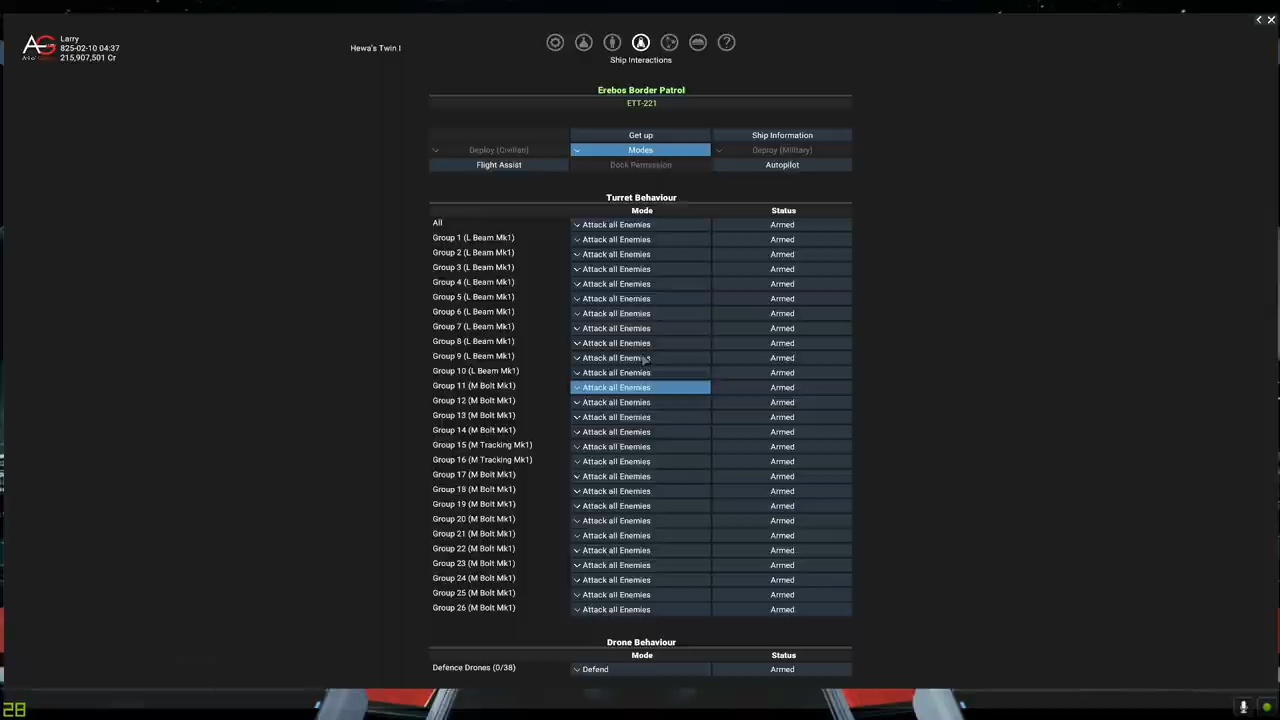 Larry
825-02-10 04:37
215,907,501 Cr
Hewa's Twin I
Ship Interactions
Erebos Border Patrol
ETT-221
Get up Ship Information
Deploy (Civilian) Modes Deploy (Military)
Flight Assist Dock Permission Autopilot
Turret Behaviour
Mode Status
All Attack all Enemies Armed
Group 1 (L Beam Mk1) Attack all Enemies Armed
Group 2 (L Beam Mk1) Attack all Enemies Armed
Group 3 (L Beam Mk1) Attack all Enemies Armed
Group 4 (L Beam Mk1) Attack all Enemies Armed
Group 5 (L Beam Mk1) Attack all Enemies Armed
Group 6 (L Beam Mk1) Attack all Enemies Armed
Group 7 (L Beam Mk1) Attack all Enemies Armed
Group 8 (L Beam Mk1) Attack all Enemies Armed
Group 9 (L Beam Mk1) Attack all Enemies Armed
Group 10 (L Beam Mk1) Attack all Enemies Armed
Group 11 (M Bolt Mk1) Attack all Enemies Armed
Group 12 (M Bolt Mk1) Attack all Enemies Armed
Group 13 (M Bolt Mk1) Attack all Enemies Armed
Group 14 (M Bolt Mk1) Attack all Enemies Armed
Group 15 (M Tracking Mk1) Attack all Enemies Armed
Group 16 (M Tracking Mk1) Attack all Enemies Armed
Group 17 (M Bolt Mk1) Attack all Enemies Armed
Group 18 (M Bolt Mk1) Attack all Enemies Armed
Group 19 (M Bolt Mk1) Attack all Enemies Armed
Group 20 (M Bolt Mk1) Attack all Enemies Armed
Group 21 (M Bolt Mk1) Attack all Enemies Armed
Group 22 (M Bolt Mk1) Attack all Enemies Armed
Group 23 (M Bolt Mk1) Attack all Enemies Armed
Group 24 (M Bolt Mk1) Attack all Enemies Armed
Group 25 (M Bolt Mk1) Attack all Enemies Armed
Group 26 (M Bolt Mk1) Attack all Enemies Armed
Drone Behaviour
Mode Status
Defence Drones (0/38) Defend Armed
28